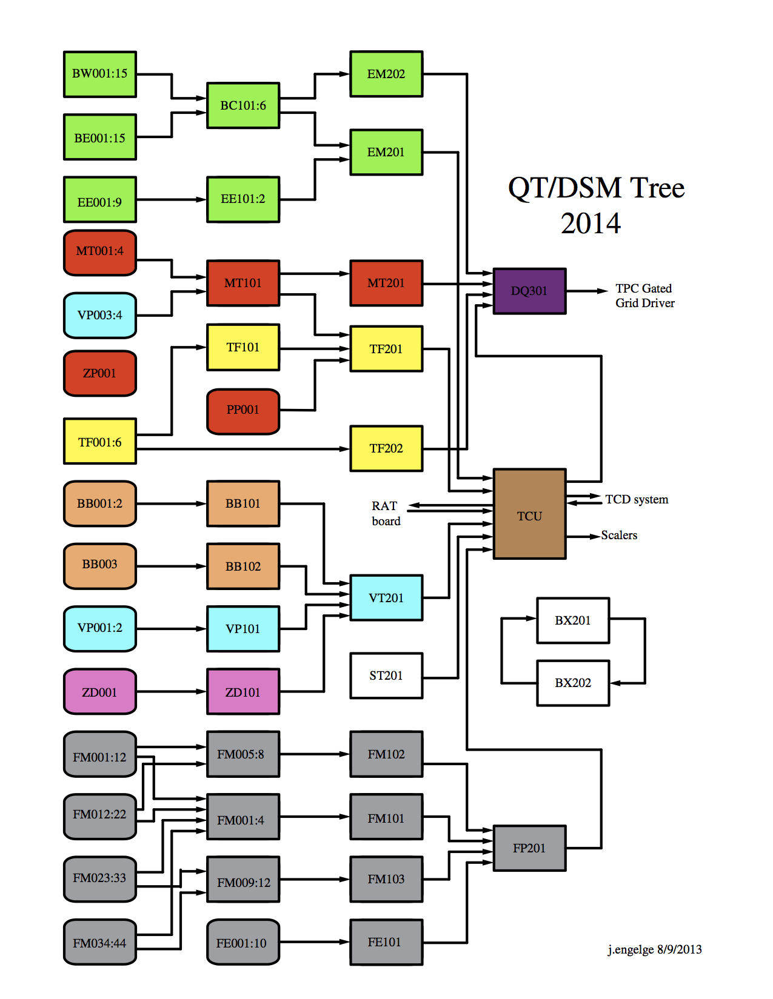 BW001:15
BE001:15
EE001:9
MT001:4
VP003:4
ZP001
TF001:6
BB001:2
BB003
VP001:2
ZD001
FM001:12
FM012:22
FM023:33
FM034:44
BC101:6
EE101:2
MT101
TF101
PP001
BB101
BB102
VP101
ZD101
FM005:8
FM001:4
FM009:12
FE001:10
EM202
EM201
MT201
TF201
TF202
RAT
board
VT201
ST201
FM102
FM101
FM103
FE101
QT/DSM Tree
2014
DQ301
TPC Gated
Grid Driver
TCU
TCD system
Scalers
BX201
BX202
FP201
j.engelge 8/9/2013